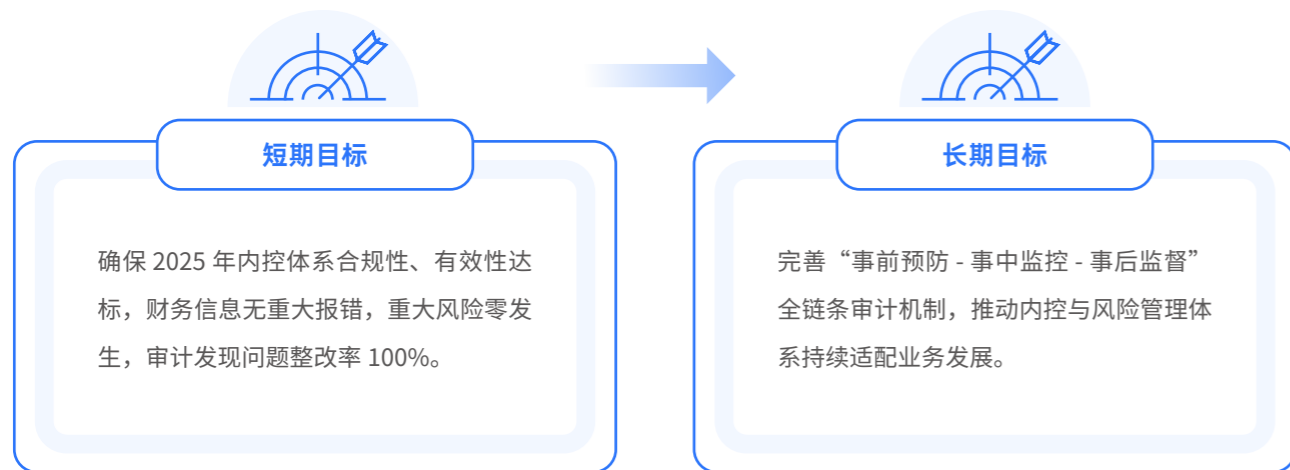 短期目标
确保 2025 年内控体系合规性、有效性达
标，财务信息无重大报错，重大风险零发
生，审计发现问题整改率 100%。
长期目标
完善“事前预防 - 事中监控 - 事后监督”
全链条审计机制，推动内控与风险管理体
系持续适配业务发展。